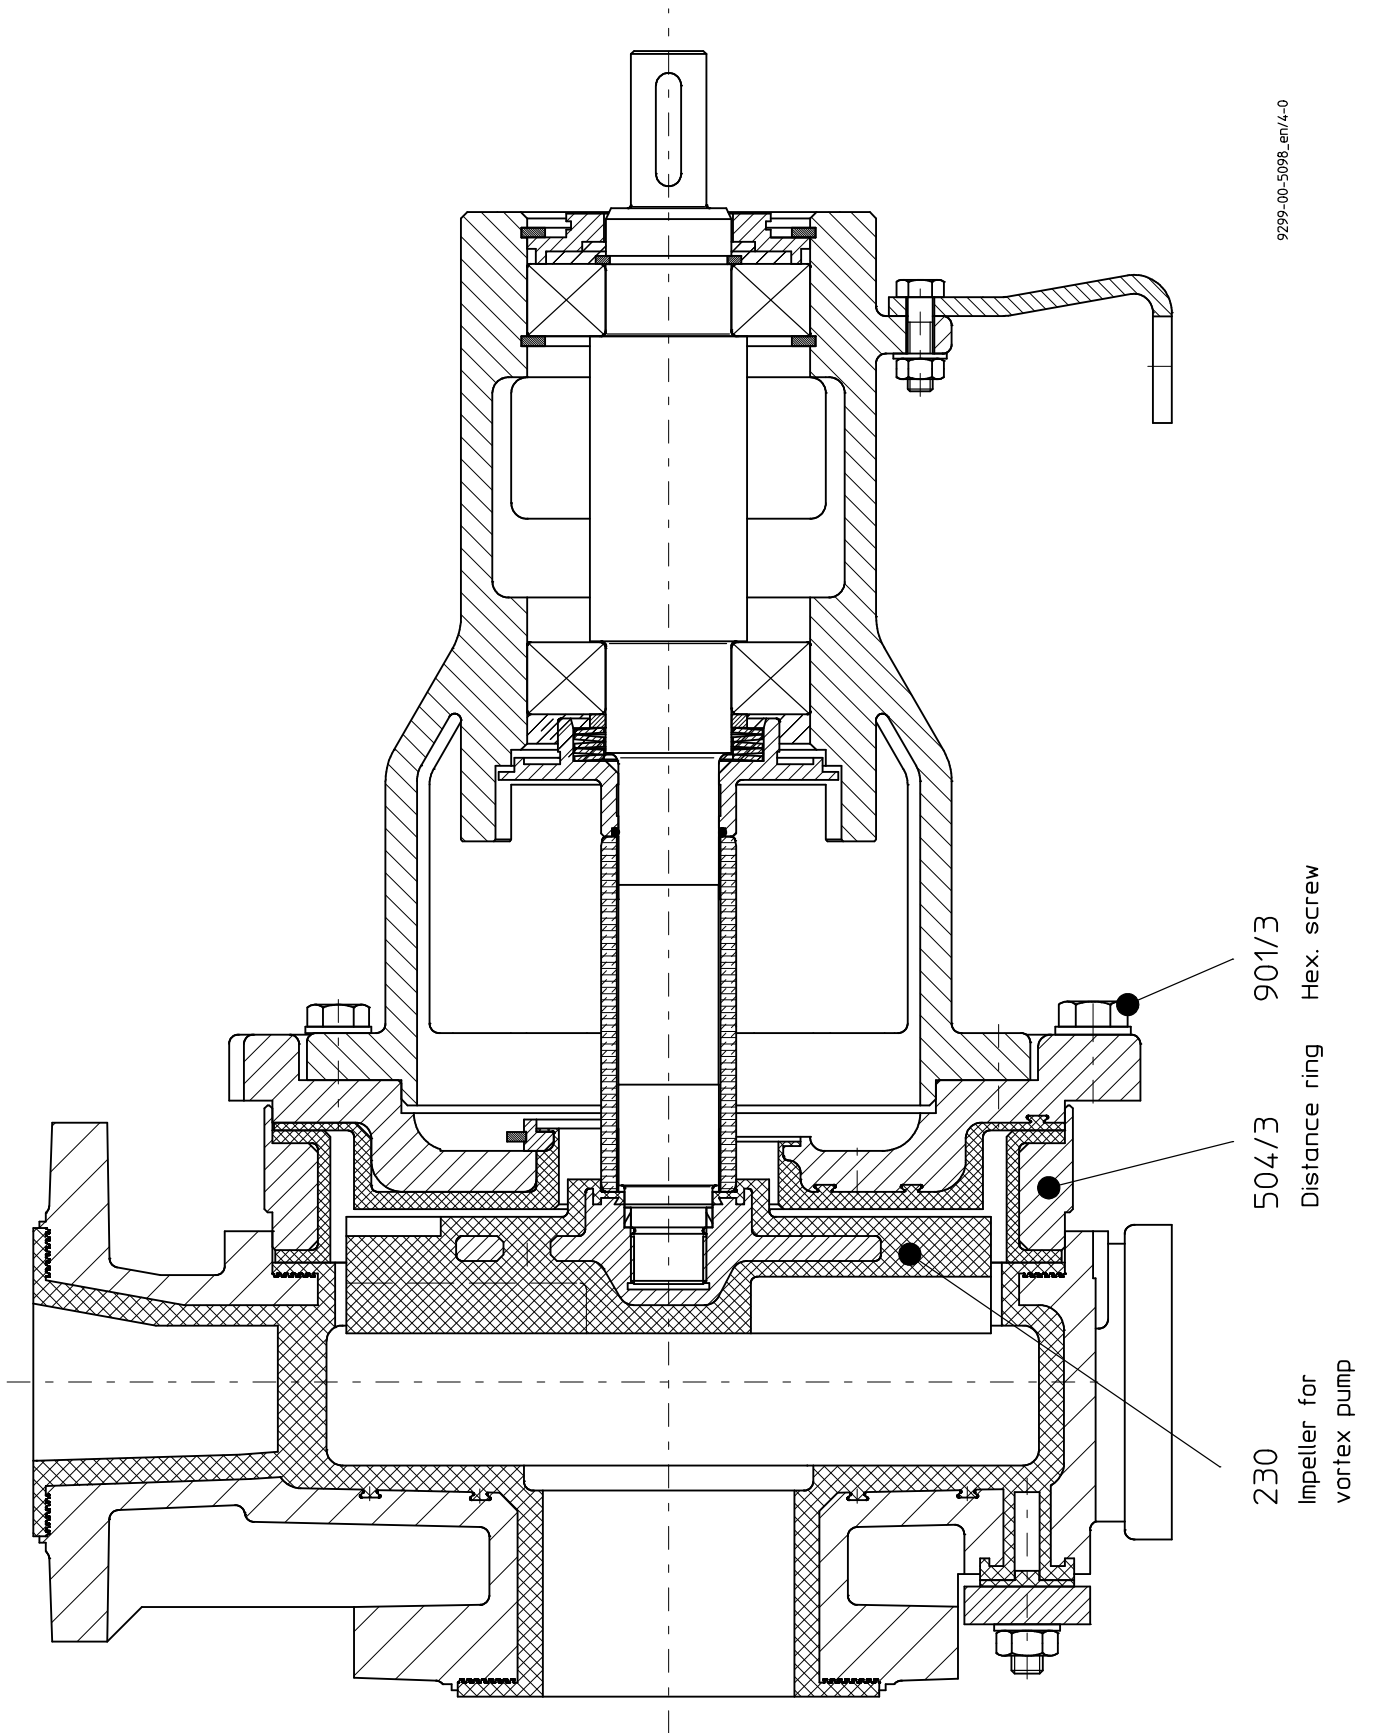 230
Impeller for
vortex pump
504/3
Distance ring
901/3
Hex. screw
9299-00-5098_en/4-0